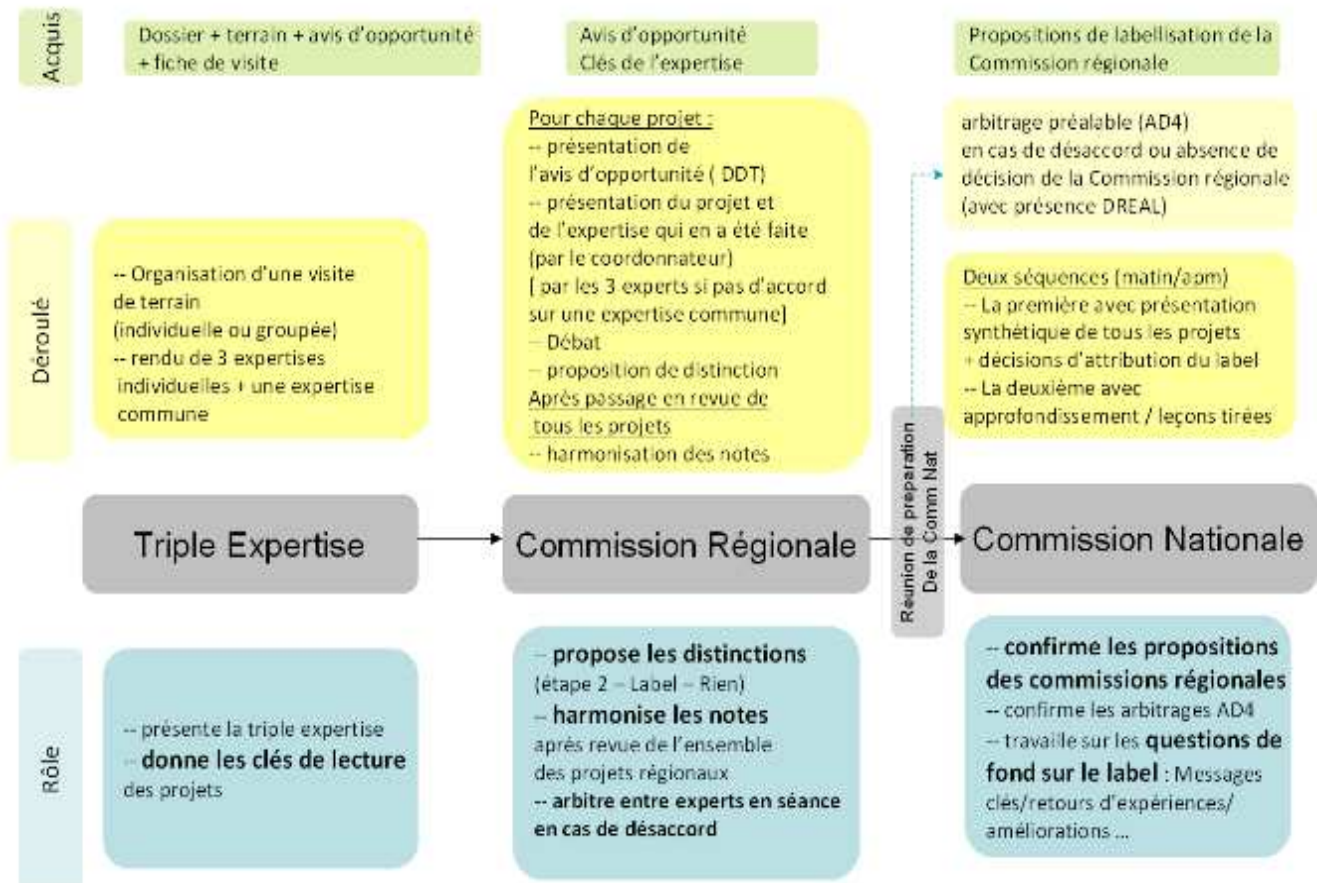 Acquis
Dossier + terrain + avis d'opportunité
+ fiche de visite
Avis d'opportunité
Clés de l'expertise
Propositions de labellisation de la
Commission régionale
Déroulé
-- Organisation d'une visite
de terrain
(individuelle ou groupée)
-- rendu de 3 expertises
individuelles + une expertise
commune
Pour chaque projet :
-- présentation de
l'avis d'opportunité ( DDT)
-- présentation du projet et
de l'expertise qui en a été faite
(par le coordonnateur)
[ par les 3 experts si pas d'accord
sur une expertise commune]
-- Débat
-- proposition de distinction
Après passage en revue de
tous les projets
-- harmonisation des notes
arbitrage préalable (AD4)
en cas de désaccord ou absence de
décision de la Commission régionale
(avec présence DREAL)
Deux séquences (matin/apm)
-- La première avec présentation
synthétique de tous les projets
+ décisions d'attribution du label
-- La deuxième avec
approfondissement / leçons tirées
Triple Expertise
Commission Régionale
Réunion de preparation
De la Comm Nat
Commission Nationale
Rôle
-- présente la triple expertise
-- donne les clés de lecture
des projets
-- propose les distinctions
(étape 2 – Label – Rien)
-- harmonise les notes
après revue de l'ensemble
des projets régionaux
-- arbitre entre experts en séance
en cas de désaccord
-- confirme les propositions
des commissions régionales
-- confirme les arbitrages AD4
-- travaille sur les questions de
fond sur le label : Messages
clés/retours d'expériences/
améliorations ...